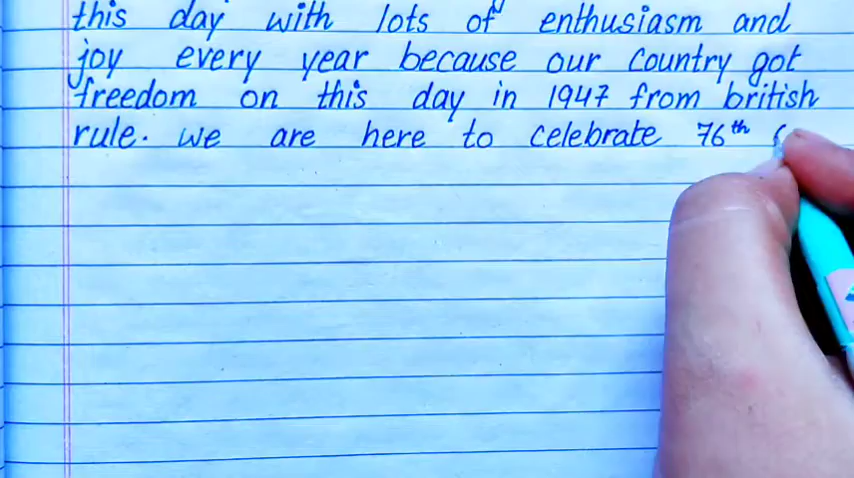 this day with lots of enthusiasm and
joy every year because our country got
freedom on this day in 1947 from british
rule. we are here to celebrate 76th